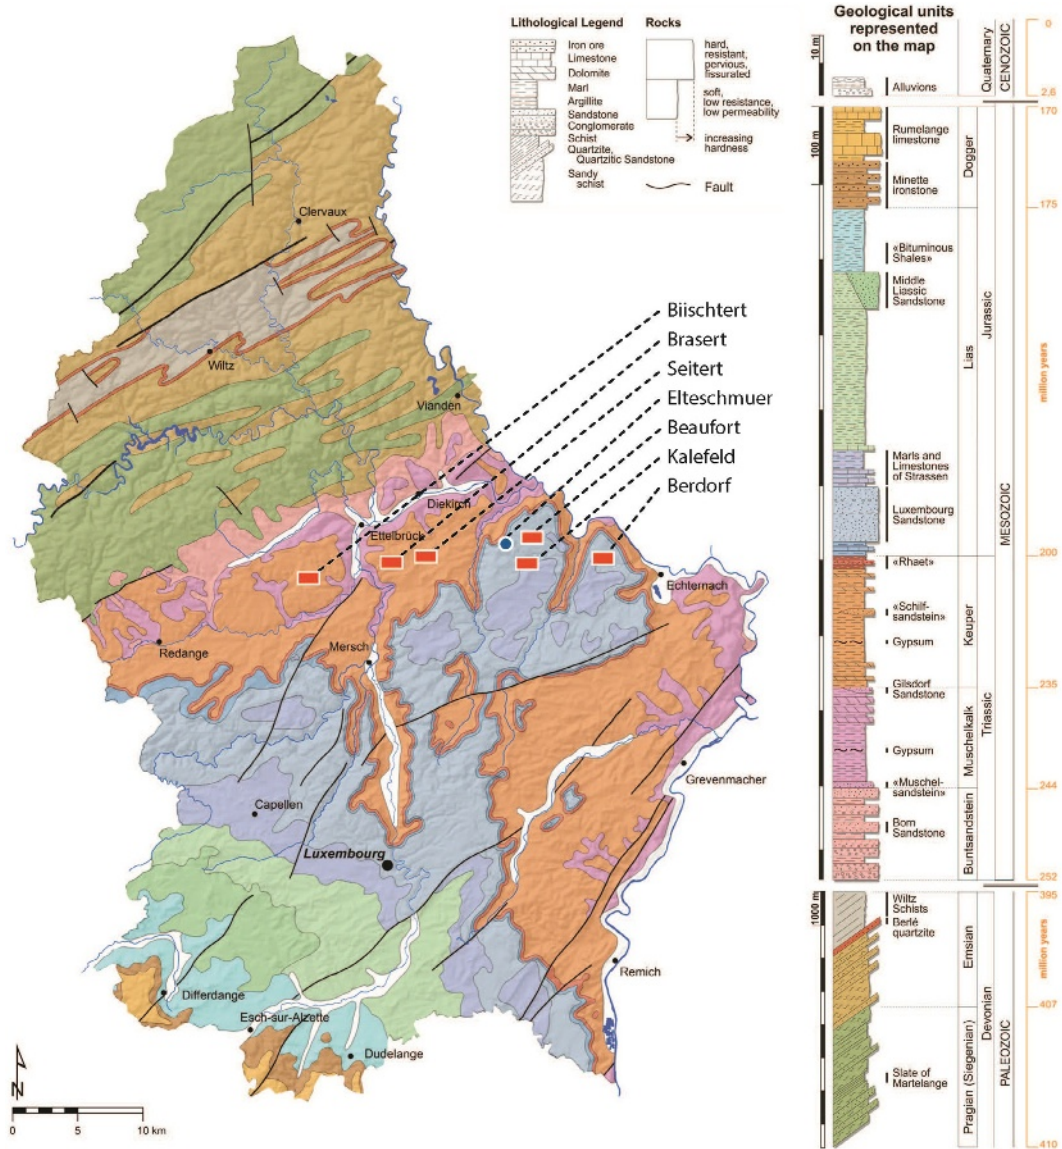 Lithological Legend
Iron ore
Limestone
Dolomite
Marl
Argillite
Sandstone
Conglomerate
Schist
Quartzite,
Quartzitic Sandstone
Sandy
schist
Rocks
hard,
resistant,
pervious,
fissurated
soft,
low resistance,
low permeability
increasing
hardness
Fault
Clervaux
Wiltz
Vianden
Diekirch
Ettelbrück
Echternach
Redange
Mersch
Grevenmacher
Capellen
Luxembourg
Remich
Differdange
Esch-sur-Alzette
Dudelange
Biischtert
Brasert
Seitert
Elteschmuer
Beaufort
Kalefeld
Berdorf
N
0 5 10 km
Geological units
represented
on the map
10 m
100 m
1000 m
Alluvions
Rumelange
limestone
Minette
ironstone
«Bituminous
Shales»
Middle
Liassic
Sandstone
Marls and
Limestones
of Strassen
Luxembourg
Sandstone
«Rhaet»
«Schilf-
sandstein»
Gypsum
Gilsdorf
Sandstone
Gypsum
«Muschel-
sandstein»
Born
Sandstone
Wiltz
Schists
Berlé
quartzite
Slate of
Martelange
Dogger
Lias
Keuper
Muschelkalk
Buntsandstein
Emsian
Pragian (Siegenian)
Quaternary
Jurassic
Triassic
Devonian
CENOZOIC
MESOZOIC
PALEOZOIC
0
2.6
170
175
200
235
244
252
395
407
410
million years
million years